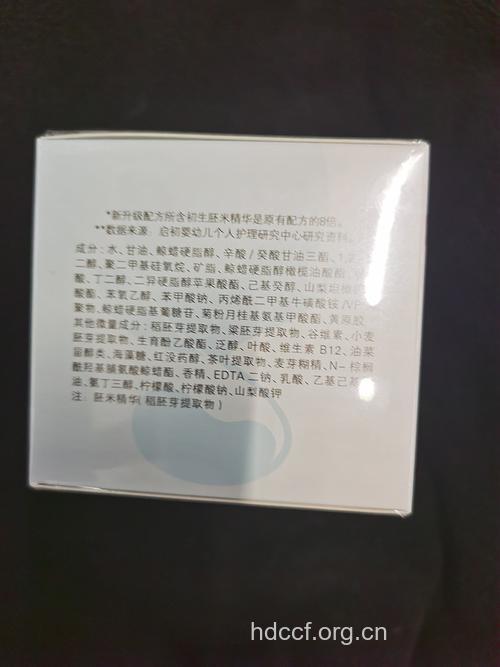 *新升级配方所含初生胚米精华是原有配方的8倍。
**数据来源：启初婴幼儿个人护理研究中心研究资料。
成分：水、甘油、鲸蜡硬脂醇、辛酸/癸酸甘油三酯、1,2-
二醇、聚二甲基硅氧烷、矿脂、鲸蜡硬脂醇橄榄油酸酯、
酸、丁二醇、二异硬脂醇苹果酸酯、己基癸醇、山梨坦橄
酸酯、苯氧乙醇、苯甲酸钠、丙烯酰二甲基牛磺酸铵/VP
聚物、鲸蜡硬脂基葡糖苷、菊粉月桂基氨基甲酸酯、黄原胶
其他微量成分：稻胚芽提取物、粱胚芽提取物、谷维素、小麦
胚芽提取物、生育酚乙酸酯、泛醇、叶酸、维生素 B12、油菜
甾醇类、海藻糖、红没药醇、茶叶提取物、麦芽糊精、N-棕榈
酰羟基脯氨酸鲸蜡酯、香精、EDTA 二钠、乳酸、乙基己基
油、氨丁三醇、柠檬酸、柠檬酸钠、山梨酸钾
注：胚米精华(稻胚芽提取物)
hdccf.org.cn